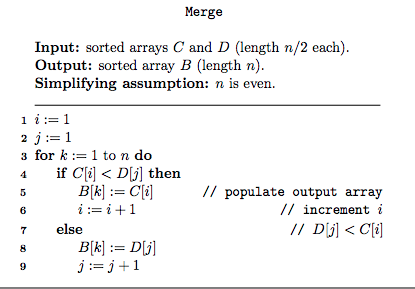 Merge
Input: sorted arrays C and D (length n/2 each).
Output: sorted array B (length n).
Simplifying assumption: n is even.
1 i := 1
2 j := 1
3 for k := 1 to n do
4 if C[i] < D[j] then
5 B[k] := C[i] // populate output array
6 i := i + 1 // increment i
7 else // D[j] < C[i]
8 B[k] := D[j]
9 j := j + 1